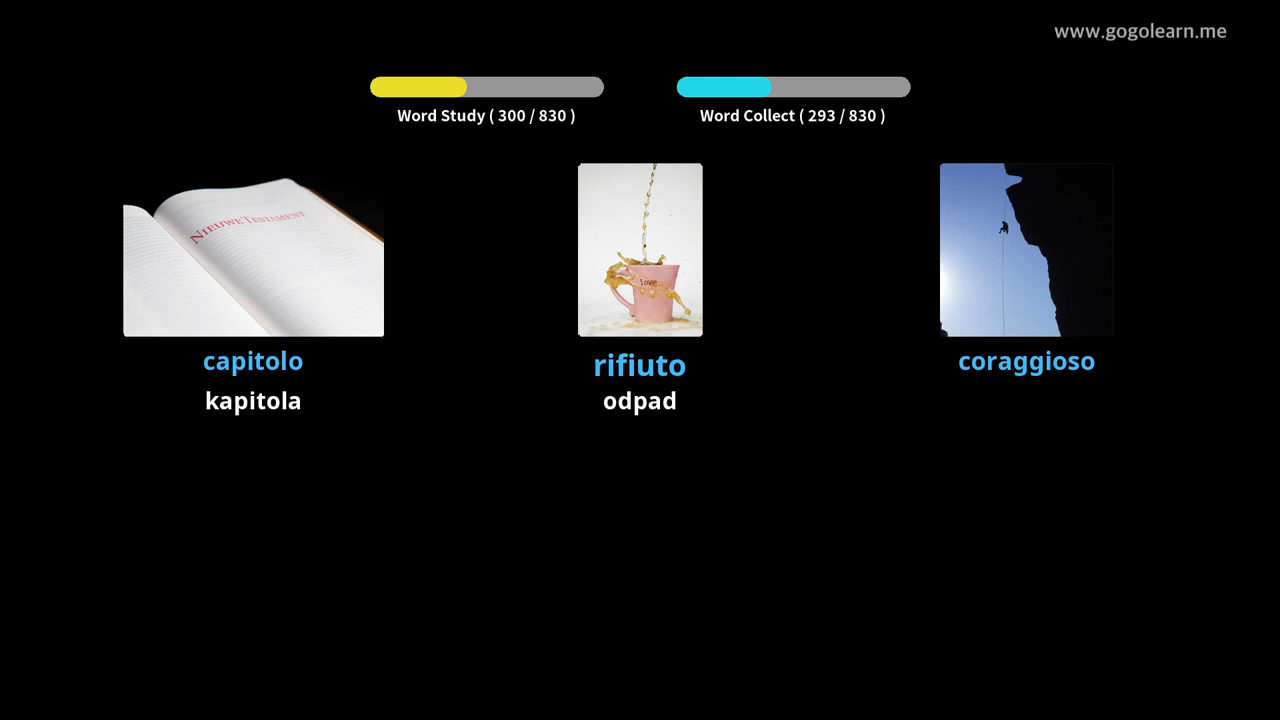 www.gogolearn.me
Word Study ( 300 / 830 )
Word Collect ( 293 / 830 )
NIEUWE TESTAMENT
love
capitolo
rifiuto
coraggioso
kapitola
odpad